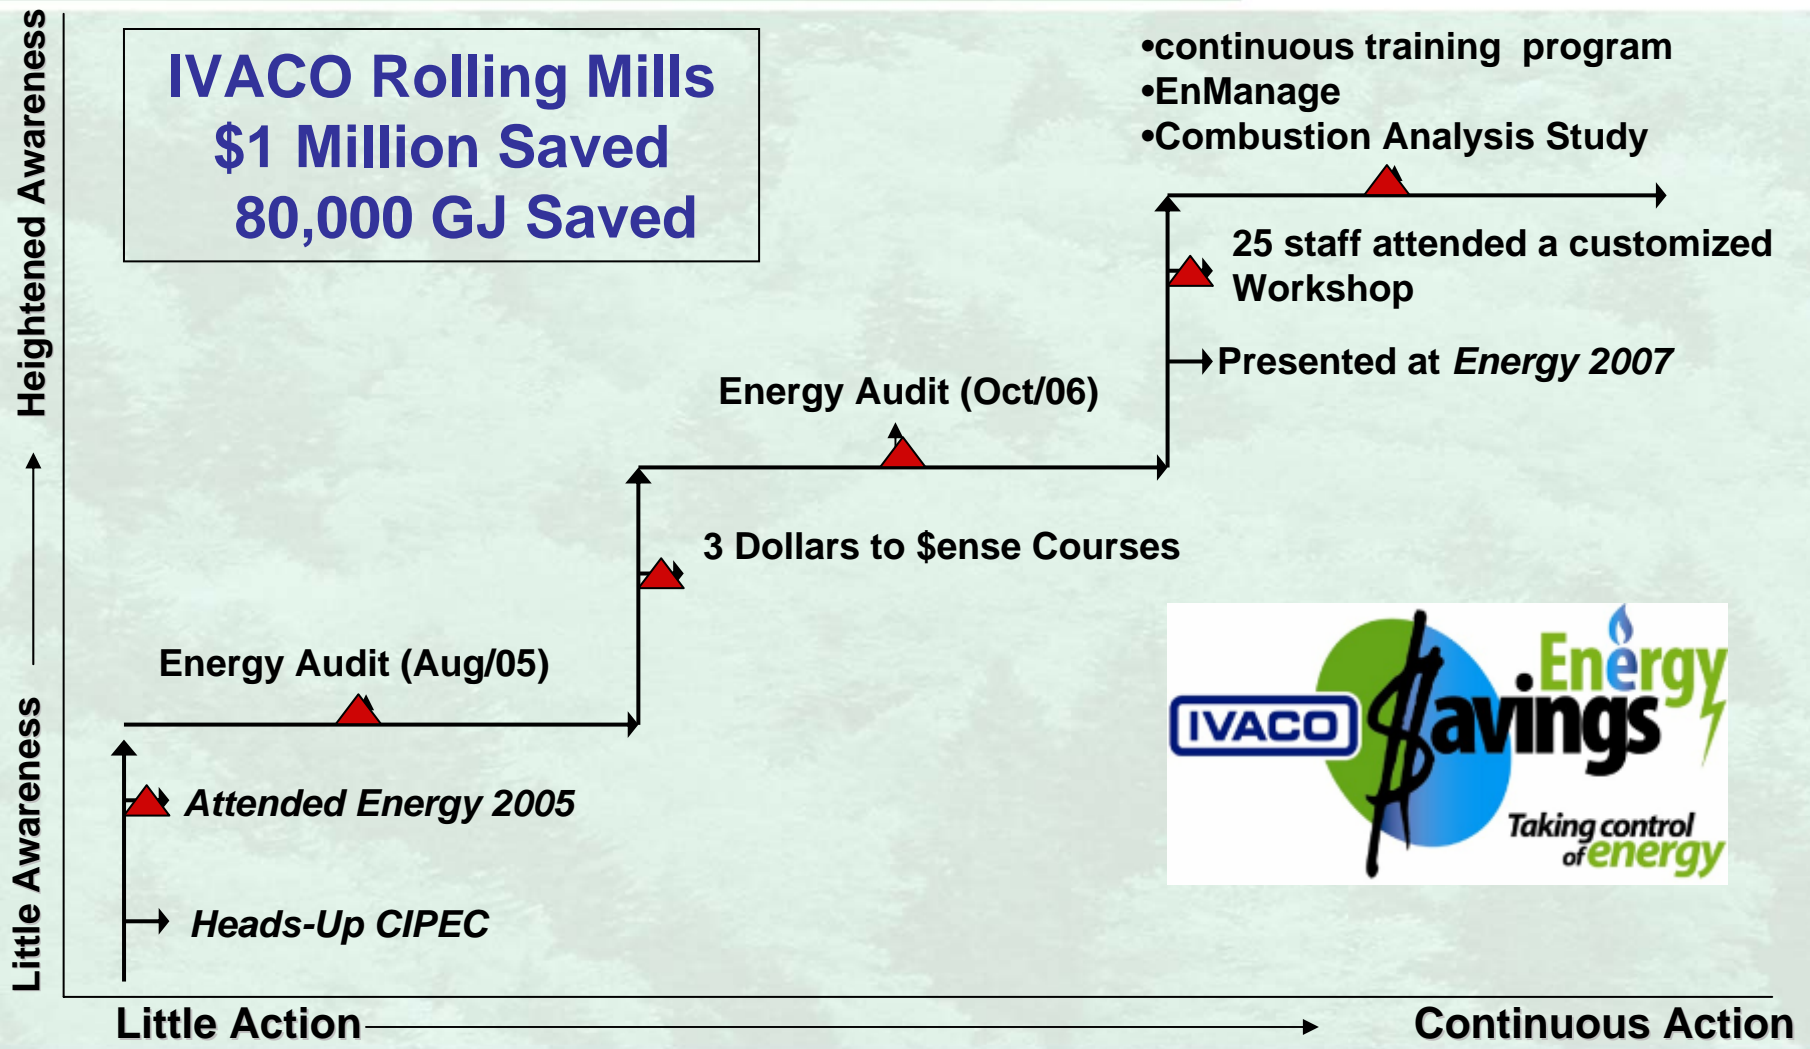 IVACO Rolling Mills
$1 Million Saved
80,000 GJ Saved
•continuous training program
•EnManage
•Combustion Analysis Study
25 staff attended a customized
Workshop
Presented at Energy 2007
Energy Audit (Oct/06)
3 Dollars to $ense Courses
Energy Audit (Aug/05)
Attended Energy 2005
Heads-Up CIPEC
IVACO
Energy
$avings
Taking control
of energy
Heightened Awareness
Little Awareness
Little Action
Continuous Action